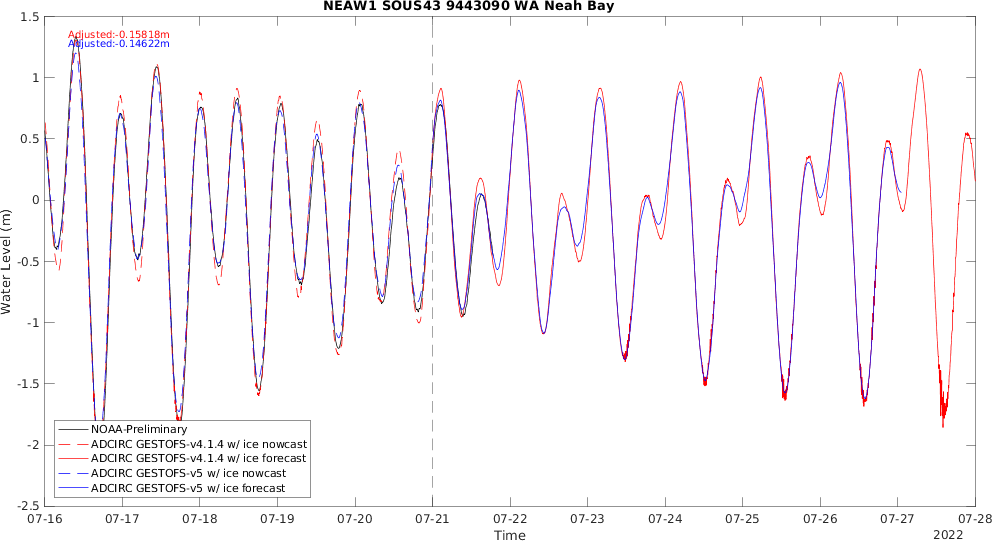 NEAW1 SOUS43 9443090 WA Neah Bay
Adjusted:-0.15818m
Adjusted:-0.14622m
1.5
1
0.5
0
-0.5
-1
-1.5
-2
-2.5
Water Level (m)
NOAA-Preliminary
ADCIRC GESTOFS-v4.1.4 w/ ice nowcast
ADCIRC GESTOFS-v4.1.4 w/ ice forecast
ADCIRC GESTOFS-v5 w/ ice nowcast
ADCIRC GESTOFS-v5 w/ ice forecast
07-16 07-17 07-18 07-19 07-20 07-21 07-22 07-23 07-24 07-25 07-26 07-27 07-28
Time
2022